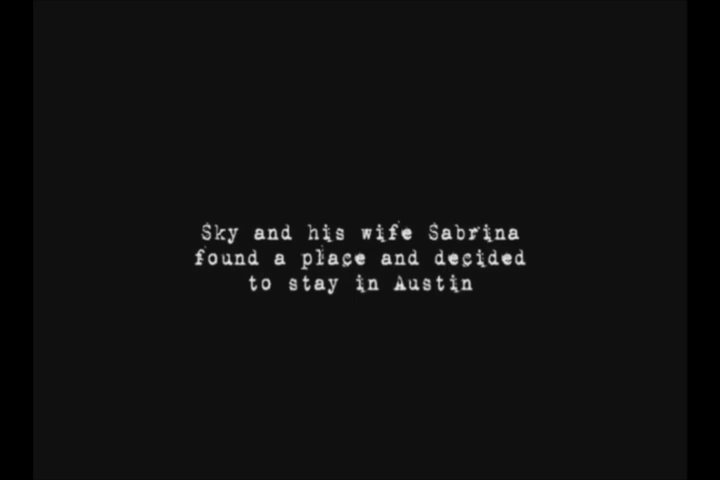 Sky and his wife Sabrina
found a place and decided
to stay in Austin